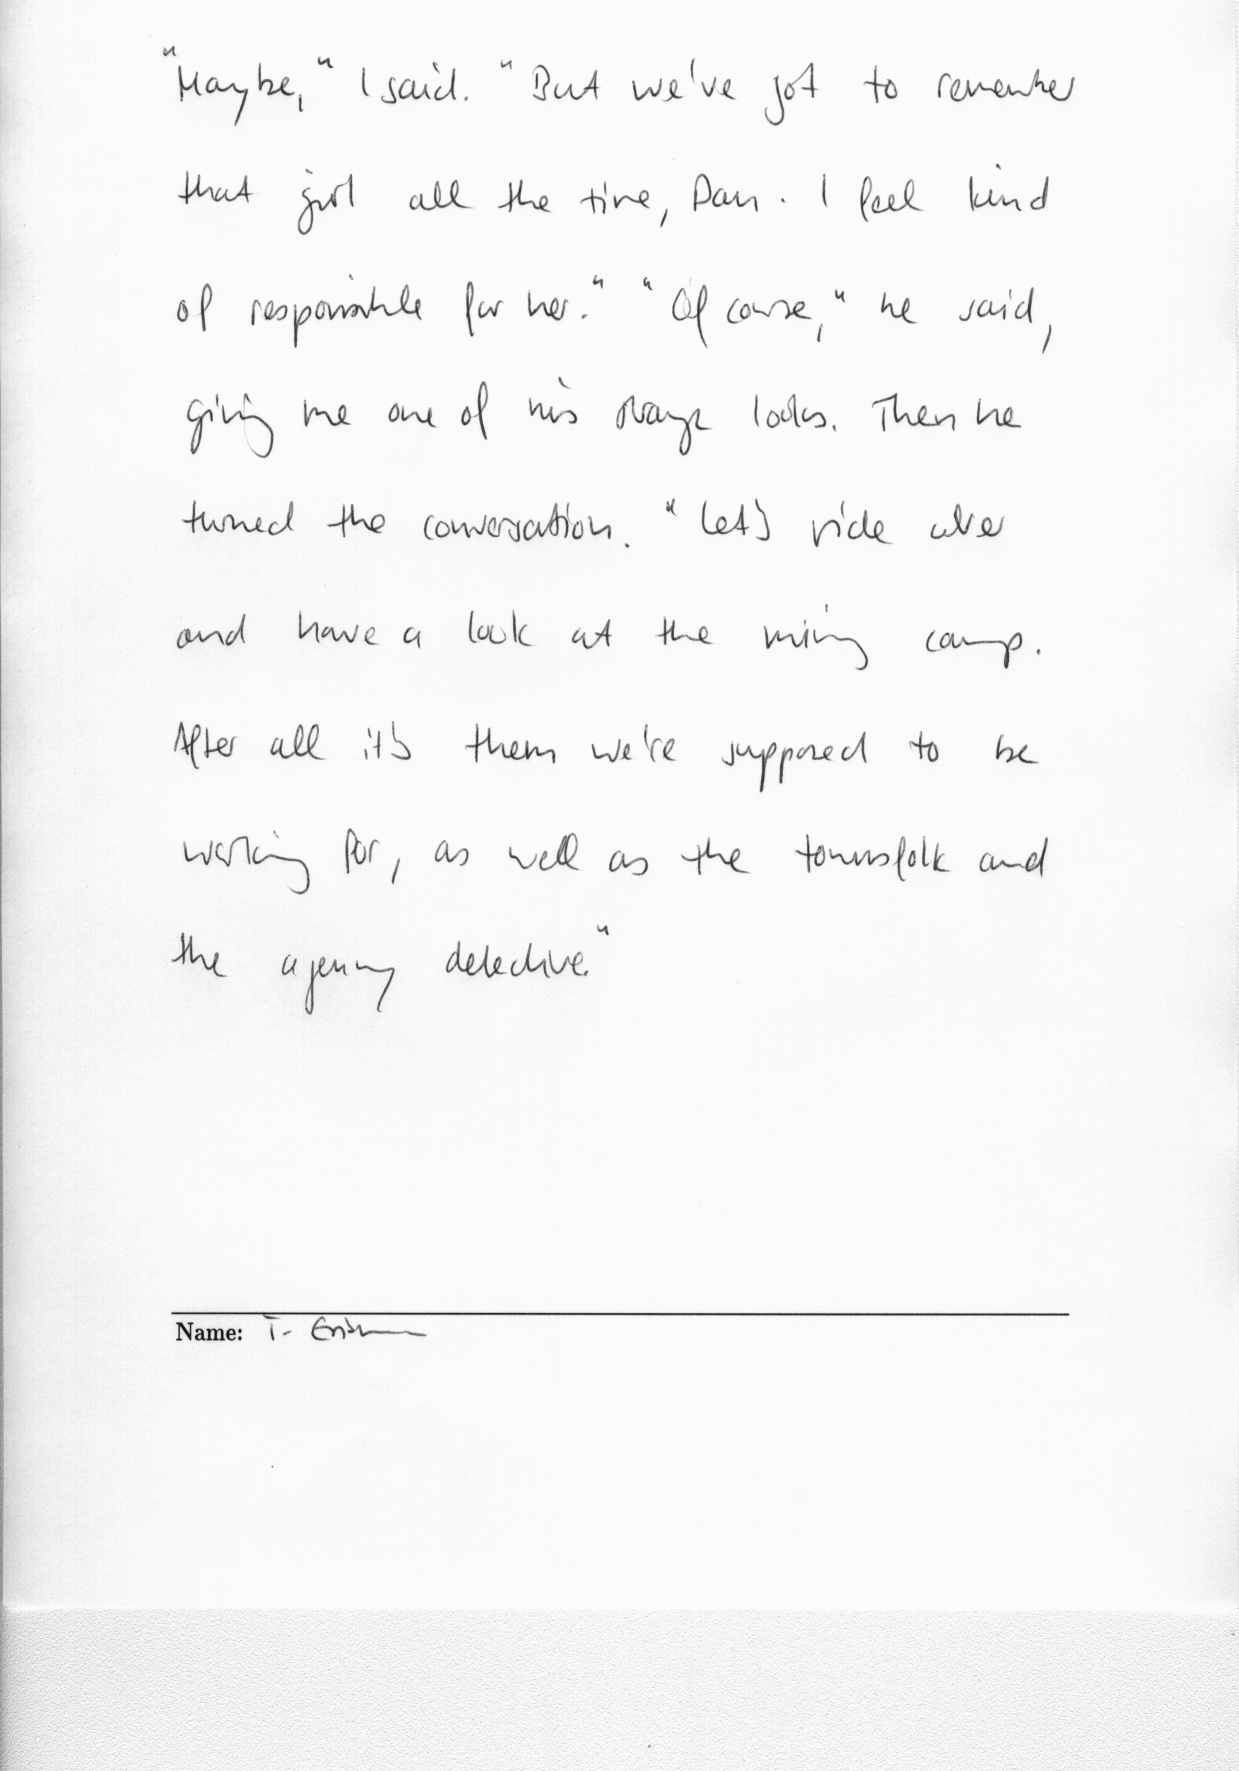 "Maybe," I said. "But we've got to remember
that girl all the time, Dan. I feel kind
of responsible for her." "Of course," he said,
giving me one of his strange looks. Then he
turned the conversation. "Let's ride over
and have a look at the mining camp.
After all it's them we're supposed to be
working for, as well as the townsfolk and
the agency detective."
Name: T.